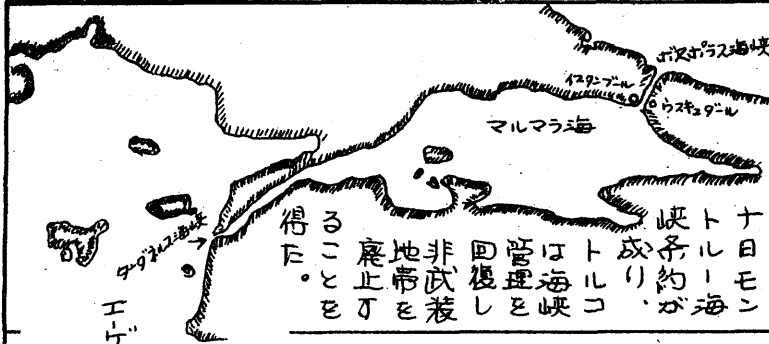 ボスポラス海峡
イスタンブール
ウスキュダール
マルマラ海
ダーダネルス海峡
エーゲ
ナ日モン
トルー海
峡条約が
成り、
トルコ
は海峡
管理を
回復し
非武装
地帯を
廃止す
ることを
得た。